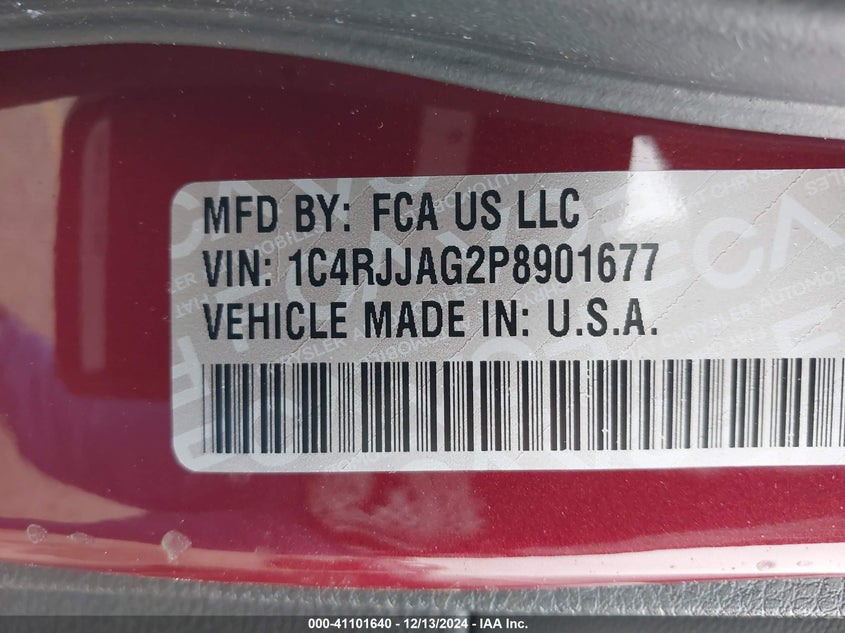 MFD BY: FCA US LLC
VIN: 1C4RJJAG2P8901677
VEHICLE MADE IN: U.S.A.
000-41101640 - 12/13/2024 - IAA Inc.